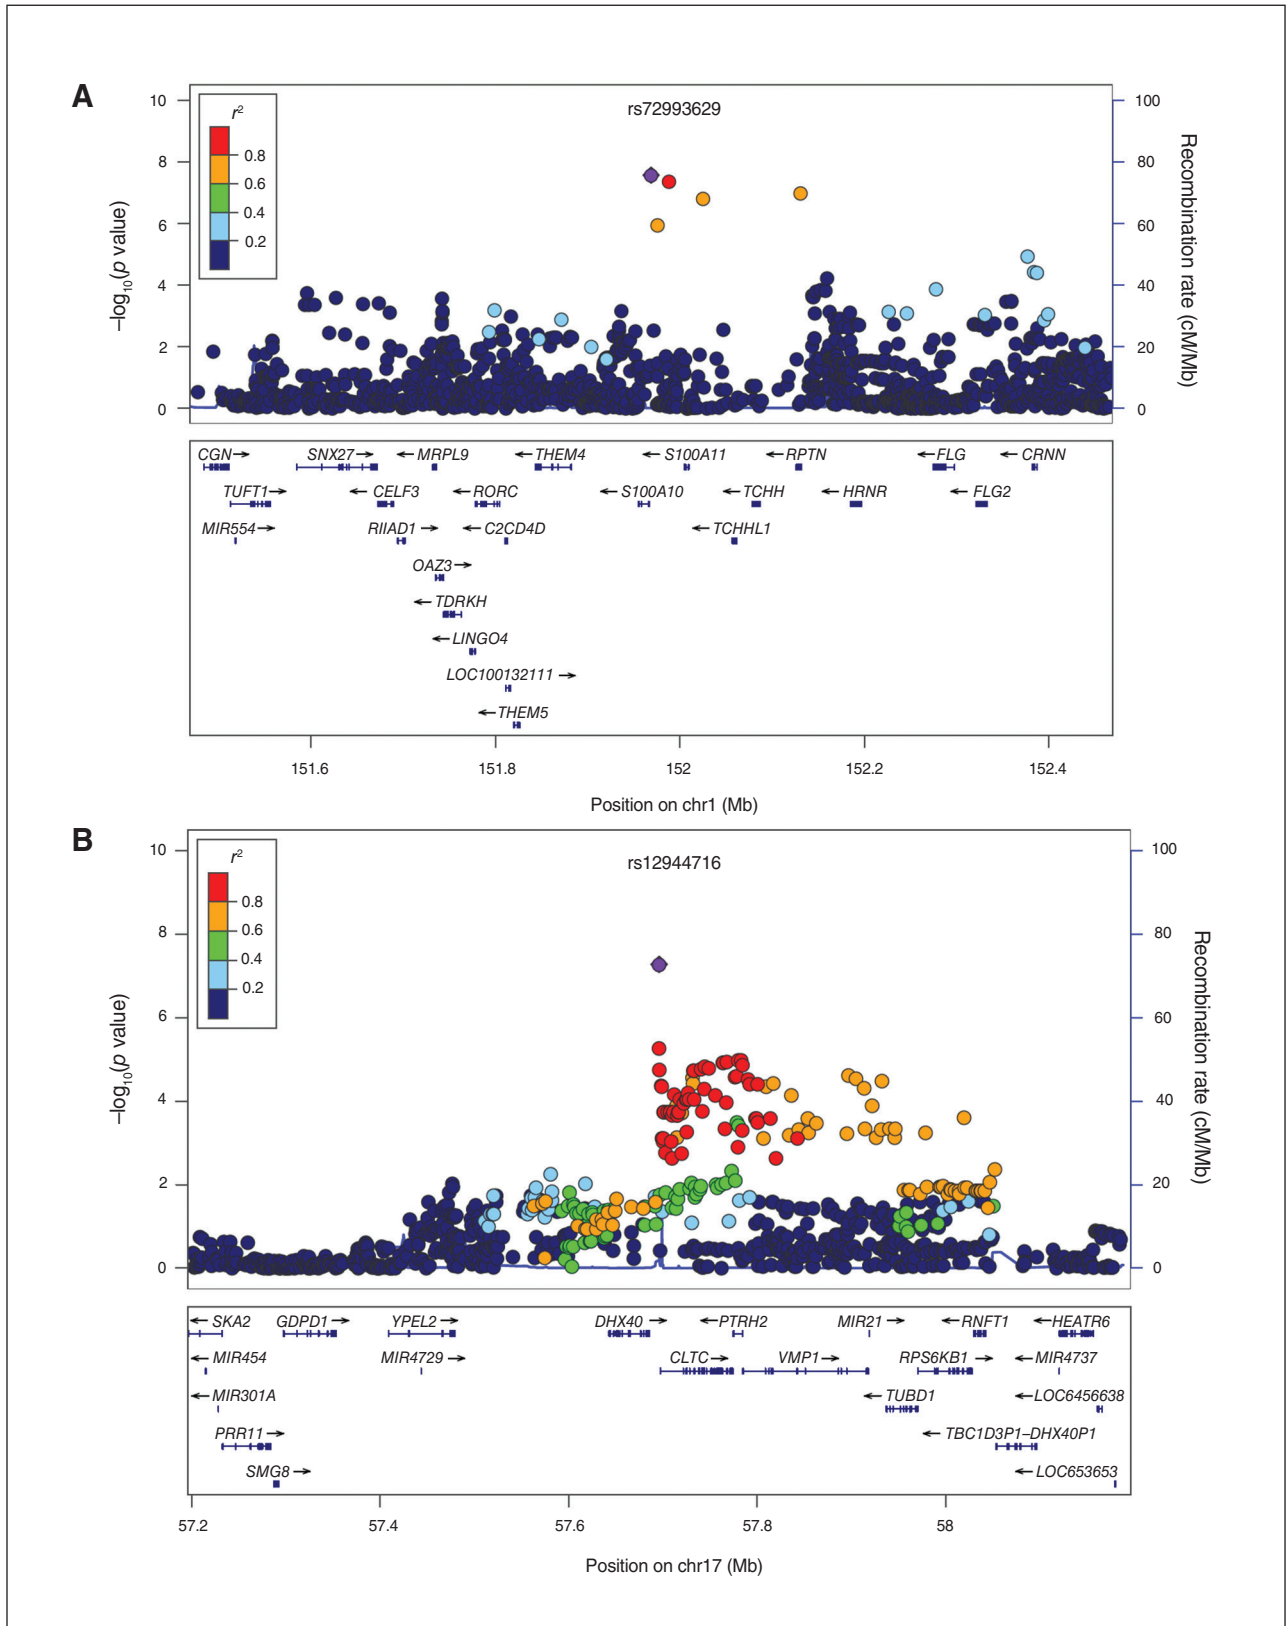 A
rs72993629
r2
0.8
0.6
0.4
0.2
10
8
6
4
2
0
–log10(p value)
100
80
60
40
20
0
Recombination rate (cM/Mb)
CGN
SNX27
MRPL9
THEM4
S100A11
RPTN
FLG
CRNN
TUFT1
CELF3
RORC
S100A10
TCHH
HRNR
FLG2
MIR554
RIIAD1
C2CD4D
TCHHL1
OAZ3
TDRKH
LINGO4
LOC100132111
THEM5
151.6
151.8
152
152.2
152.4
Position on chr1 (Mb)
B
rs12944716
r2
0.8
0.6
0.4
0.2
10
8
6
4
2
0
–log10(p value)
100
80
60
40
20
0
Recombination rate (cM/Mb)
SKA2
GDPD1
YPEL2
DHX40
PTRH2
MIR21
RNFT1
HEATR6
MIR454
MIR4729
CLTC
VMP1
RPS6KB1
MIR4737
MIR301A
TUBD1
LOC6456638
PRR11
TBC1D3P1–DHX40P1
SMG8
LOC653653
57.2
57.4
57.6
57.8
58
Position on chr17 (Mb)